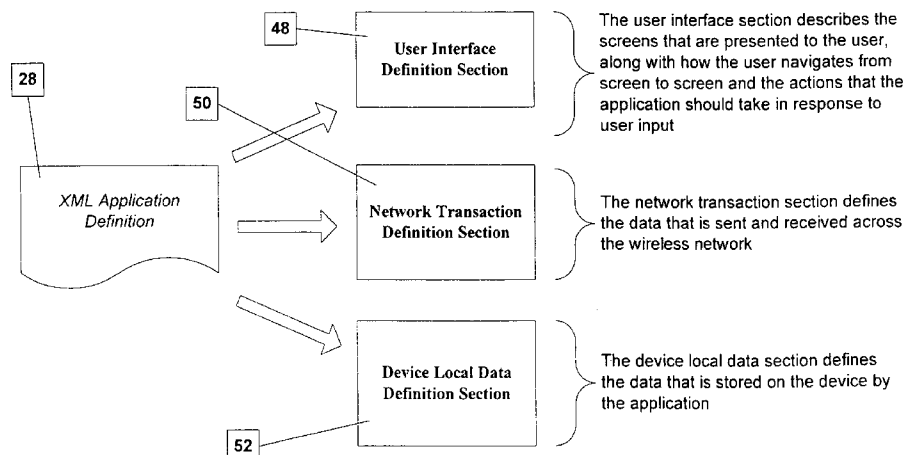 48
User Interface
Definition Section
The user interface section describes the
screens that are presented to the user,
along with how the user navigates from
screen to screen and the actions that the
application should take in response to
user input
28
50
XML Application
Definition
Network Transaction
Definition Section
The network transaction section defines
the data that is sent and received across
the wireless network
Device Local Data
Definition Section
The device local data section defines
the data that is stored on the device by
the application
52